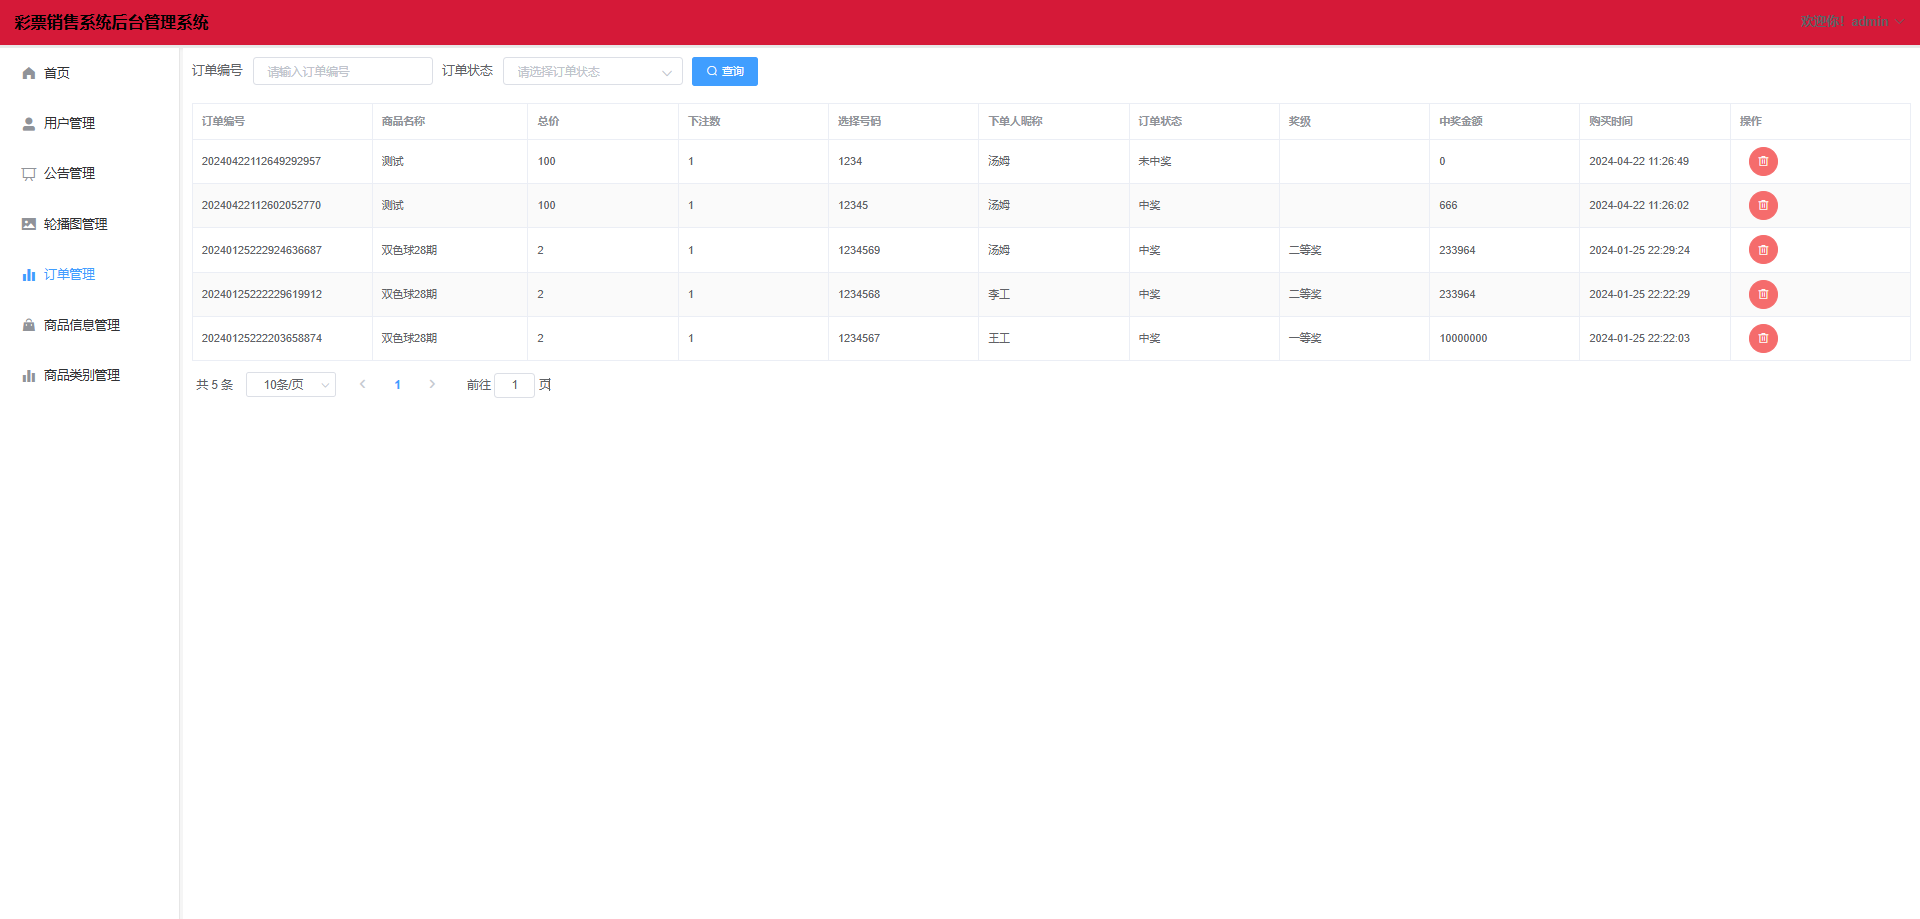 彩票销售系统后台管理系统
欢迎你！admin
首页
用户管理
公告管理
轮播图管理
订单管理
商品信息管理
商品类别管理
订单编号 请输入订单编号 订单状态 请选择订单状态 查询
订单编号 商品名称 总价 下注数 选择号码 下单人昵称 订单状态 奖级 中奖金额 购买时间 操作
20240422112649292957 测试 100 1 1234 汤姆 未中奖 0 2024-04-22 11:26:49
20240422112602052770 测试 100 1 12345 汤姆 中奖 666 2024-04-22 11:26:02
20240125222924636687 双色球28期 2 1 1234569 汤姆 中奖 二等奖 233964 2024-01-25 22:29:24
20240125222229619912 双色球28期 2 1 1234568 李工 中奖 二等奖 233964 2024-01-25 22:22:29
20240125222203658874 双色球28期 2 1 1234567 王工 中奖 一等奖 10000000 2024-01-25 22:22:03
共 5 条 10条/页 1 前往 1 页